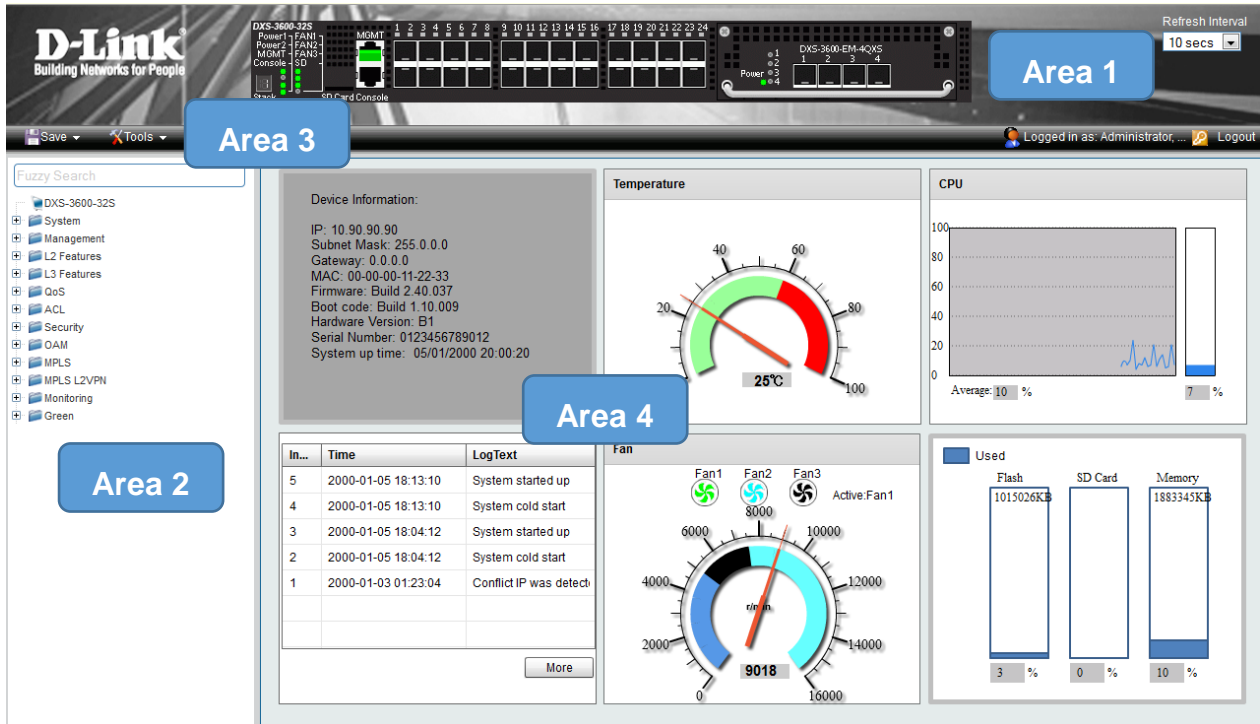 D-Link
Building Networks for People
DXS-3600-32S
Power1 FAN1
Power2 FAN2
MGMT FAN3
Console SD
Stack
SD Card Console
MGMT
1 2 3 4 5 6 7 8 9 10 11 12 13 14 15 16 17 18 19 20 21 22 23 24
DXS-3600-EM-4QXS
1 2 3 4
1
2
Power 3
4
Refresh Interval
10 secs
Area 1
Save
Tools
Area 3
Logged in as: Administrator, ...
Logout
Fuzzy Search
DXS-3600-32S
System
Management
L2 Features
L3 Features
QoS
ACL
Security
OAM
MPLS
MPLS L2VPN
Monitoring
Green
Area 2
Device Information:
IP: 10.90.90.90
Subnet Mask: 255.0.0.0
Gateway: 0.0.0.0
MAC: 00-00-00-11-22-33
Firmware: Build 2.40.037
Boot code: Build 1.10.009
Hardware Version: B1
Serial Number: 0123456789012
System up time: 05/01/2000 20:00:20
Temperature
20 40 60 80 100
25℃
CPU
100
80
60
40
20
0
Average: 10 %
7 %
Area 4
In... Time LogText
5 2000-01-05 18:13:10 System started up
4 2000-01-05 18:13:10 System cold start
3 2000-01-05 18:04:12 System started up
2 2000-01-05 18:04:12 System cold start
1 2000-01-03 01:23:04 Conflict IP was detect
More
Fan
Fan1 Fan2 Fan3
Active:Fan1
0 2000 4000 6000 8000 10000 12000 14000 16000
9018
Used
Flash SD Card Memory
1015026KB 1883345KB
3 % 0 % 10 %